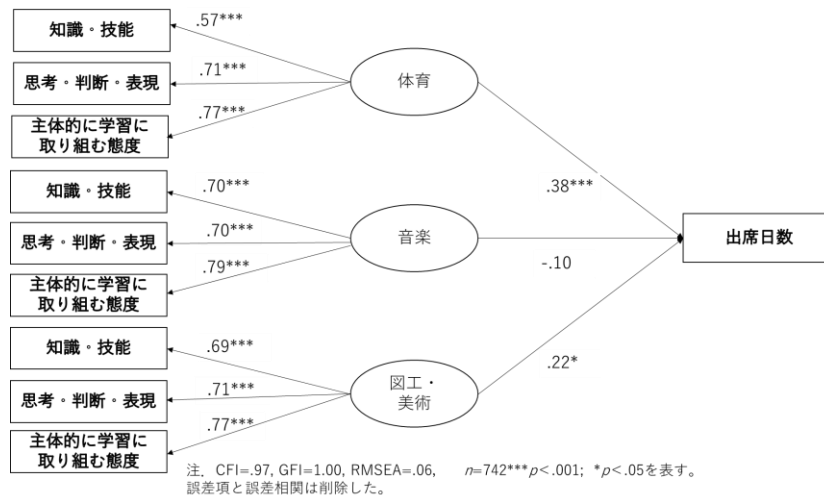 知識・技能
.57***
思考・判断・表現
.71***
体育
主体的に学習に
取り組む態度
.77***
知識・技能
.70***
思考・判断・表現
.70***
音楽
主体的に学習に
取り組む態度
.79***
知識・技能
.69***
思考・判断・表現
.71***
図工・
美術
主体的に学習に
取り組む態度
.77***
.38***
-.10
.22*
出席日数
注. CFI=.97, GFI=1.00, RMSEA=.06, n=742***p<.001; *p<.05を表す。
誤差項と誤差相関は削除した。